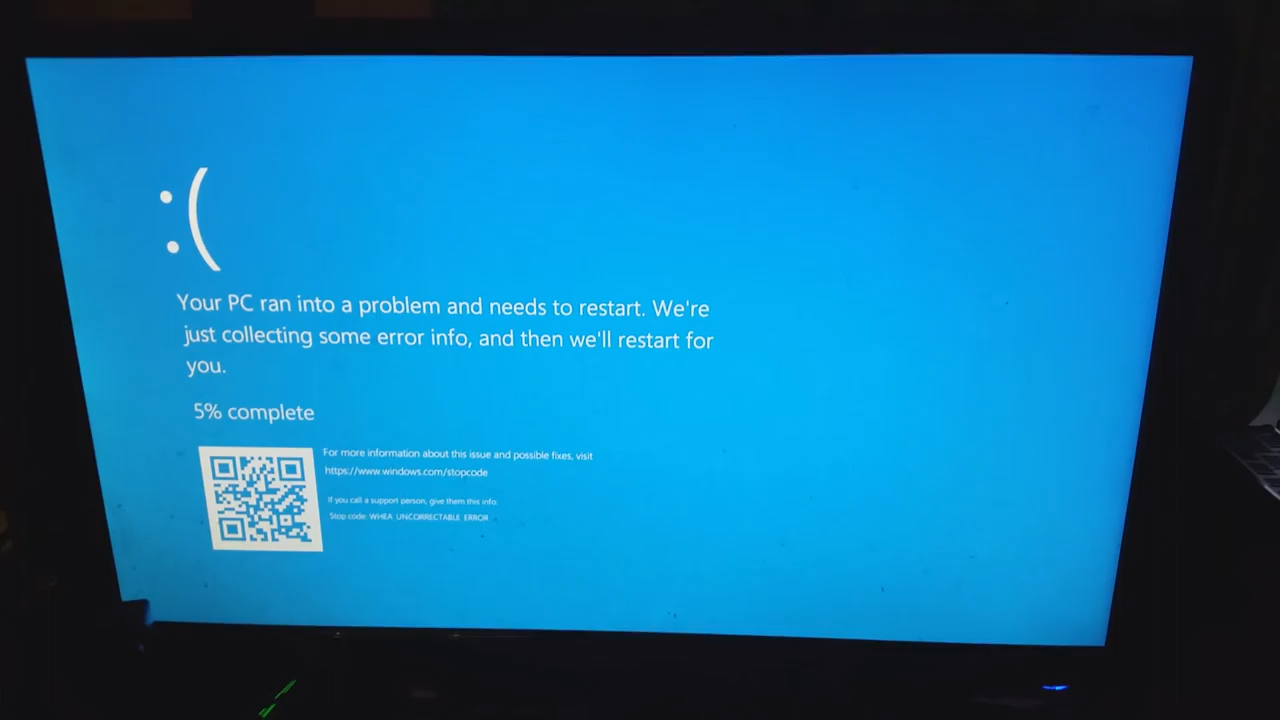 :(
Your PC ran into a problem and needs to restart. We're
just collecting some error info, and then we'll restart for
you.
5% complete
For more information about this issue and possible fixes, visit
https://www.windows.com/stopcode
If you call a support person, give them this info:
Stop code: WHEA UNCORRECTABLE ERROR